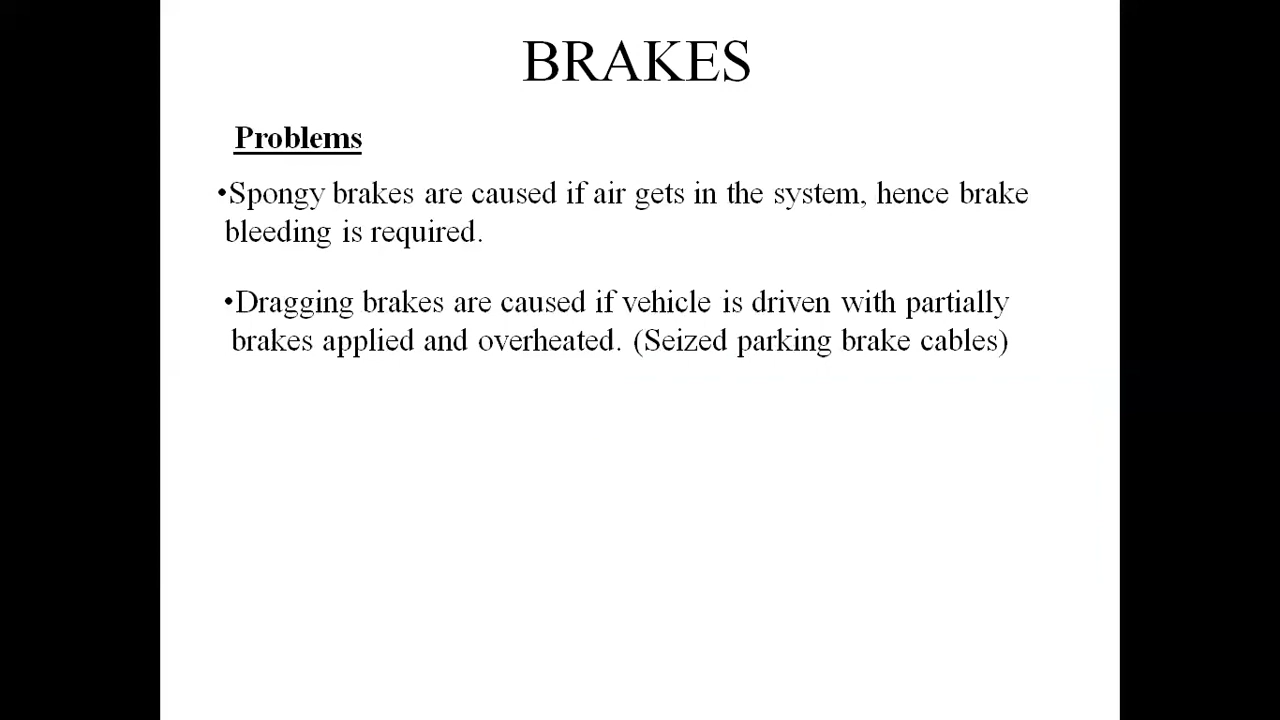 BRAKES
Problems
•Spongy brakes are caused if air gets in the system, hence brake
bleeding is required.
•Dragging brakes are caused if vehicle is driven with partially
brakes applied and overheated. (Seized parking brake cables)